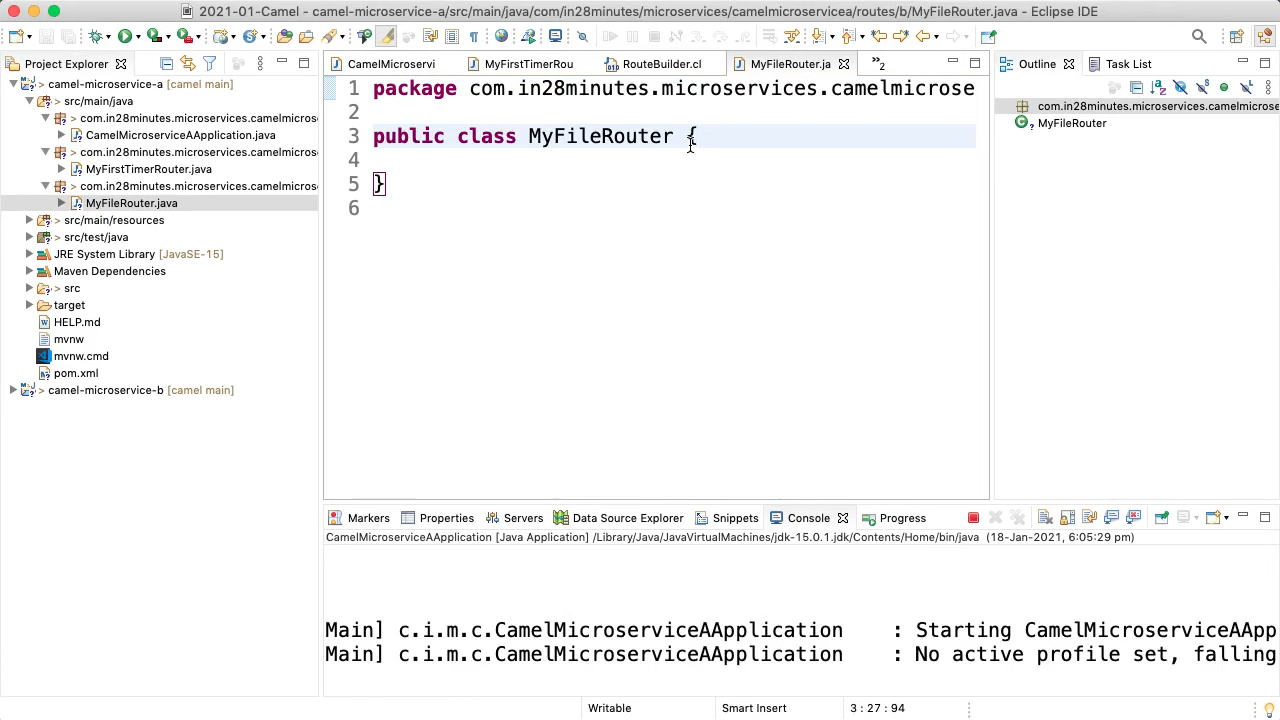 2021-01-Camel - camel-microservice-a/src/main/java/com/in28minutes/microservices/camelmicroservicea/routes/b/MyFileRouter.java - Eclipse IDE
Project Explorer
camel-microservice-a [camel main]
> src/main/java
> com.in28minutes.microservices.camelmicros
CamelMicroserviceAApplication.java
> com.in28minutes.microservices.camelmicros
MyFirstTimerRouter.java
> com.in28minutes.microservices.camelmicros
MyFileRouter.java
> src/main/resources
> src/test/java
JRE System Library [JavaSE-15]
Maven Dependencies
> src
target
HELP.md
mvnw
mvnw.cmd
pom.xml
> camel-microservice-b [camel main]
CamelMicroservi
MyFirstTimerRou
RouteBuilder.cl
MyFileRouter.ja
»2
1 package com.in28minutes.microservices.camelmicrose
2
3 public class MyFileRouter {
4
5 }
6
Outline
Task List
com.in28minutes.microservices.camelmicrose
MyFileRouter
Markers
Properties
Servers
Data Source Explorer
Snippets
Console
Progress
CamelMicroserviceAApplication [Java Application] /Library/Java/JavaVirtualMachines/jdk-15.0.1.jdk/Contents/Home/bin/java (18-Jan-2021, 6:05:29 pm)
Main] c.i.m.c.CamelMicroserviceAApplication : Starting CamelMicroserviceAApp
Main] c.i.m.c.CamelMicroserviceAApplication : No active profile set, falling
Writable
Smart Insert
3 : 27 : 94